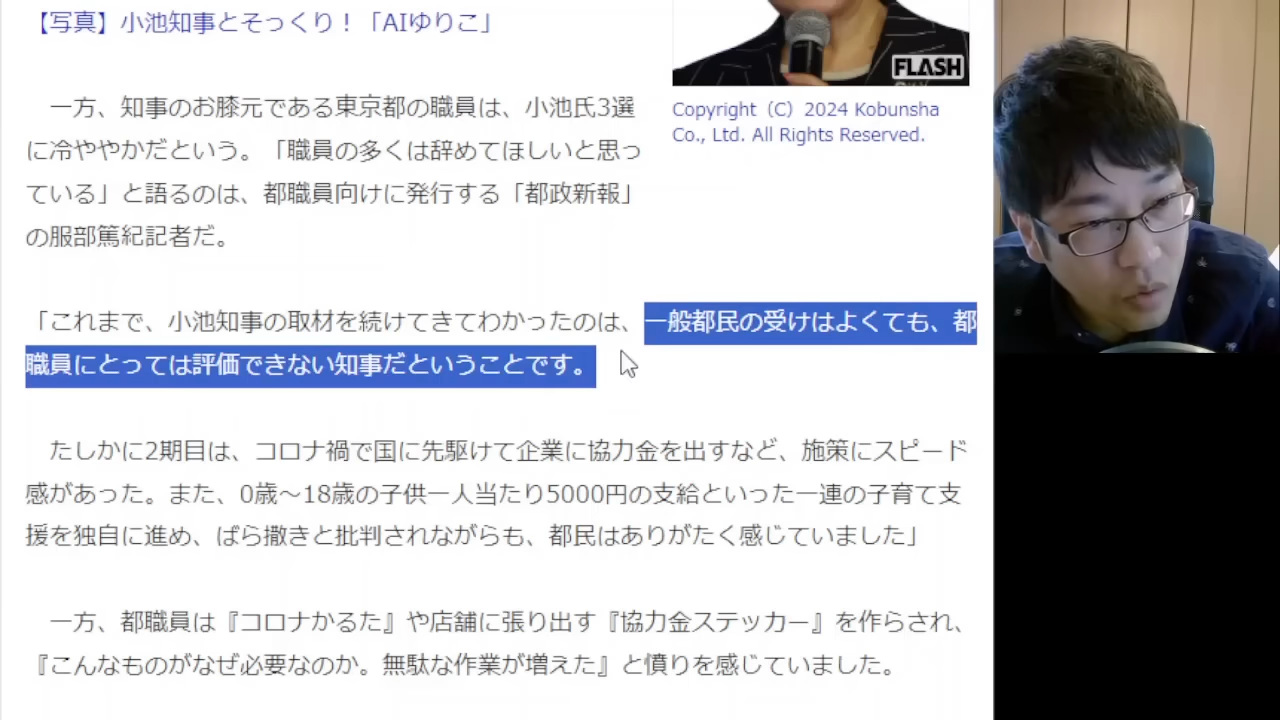 【写真】小池知事とそっくり！「AIゆりこ」
FLASH
Copyright（C）2024 Kobunsha
Co., Ltd. All Rights Reserved.
一方、知事のお膝元である東京都の職員は、小池氏3選
に冷ややかだという。「職員の多くは辞めてほしいと思っ
ている」と語るのは、都職員向けに発行する「都政新報」
の服部篤紀記者だ。
「これまで、小池知事の取材を続けてきてわかったのは、一般都民の受けはよくても、都
職員にとっては評価できない知事だということです。
たしかに2期目は、コロナ禍で国に先駆けて企業に協力金を出すなど、施策にスピード
感があった。また、0歳〜18歳の子供一人当たり5000円の支給といった一連の子育て支
援を独自に進め、ばら撒きと批判されながらも、都民はありがたく感じていました」
一方、都職員は『コロナかるた』や店舗に張り出す『協力金ステッカー』を作らされ、
『こんなものがなぜ必要なのか。無駄な作業が増えた』と憤りを感じていました。